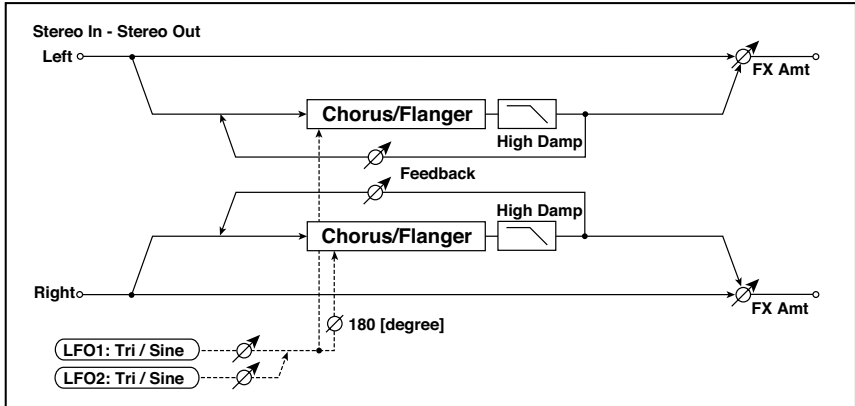 Stereo In - Stereo Out
Left
FX Amt
Chorus/Flanger
High Damp
Feedback
High Damp
Chorus/Flanger
Right
FX Amt
180 [degree]
LFO1: Tri / Sine
LFO2: Tri / Sine